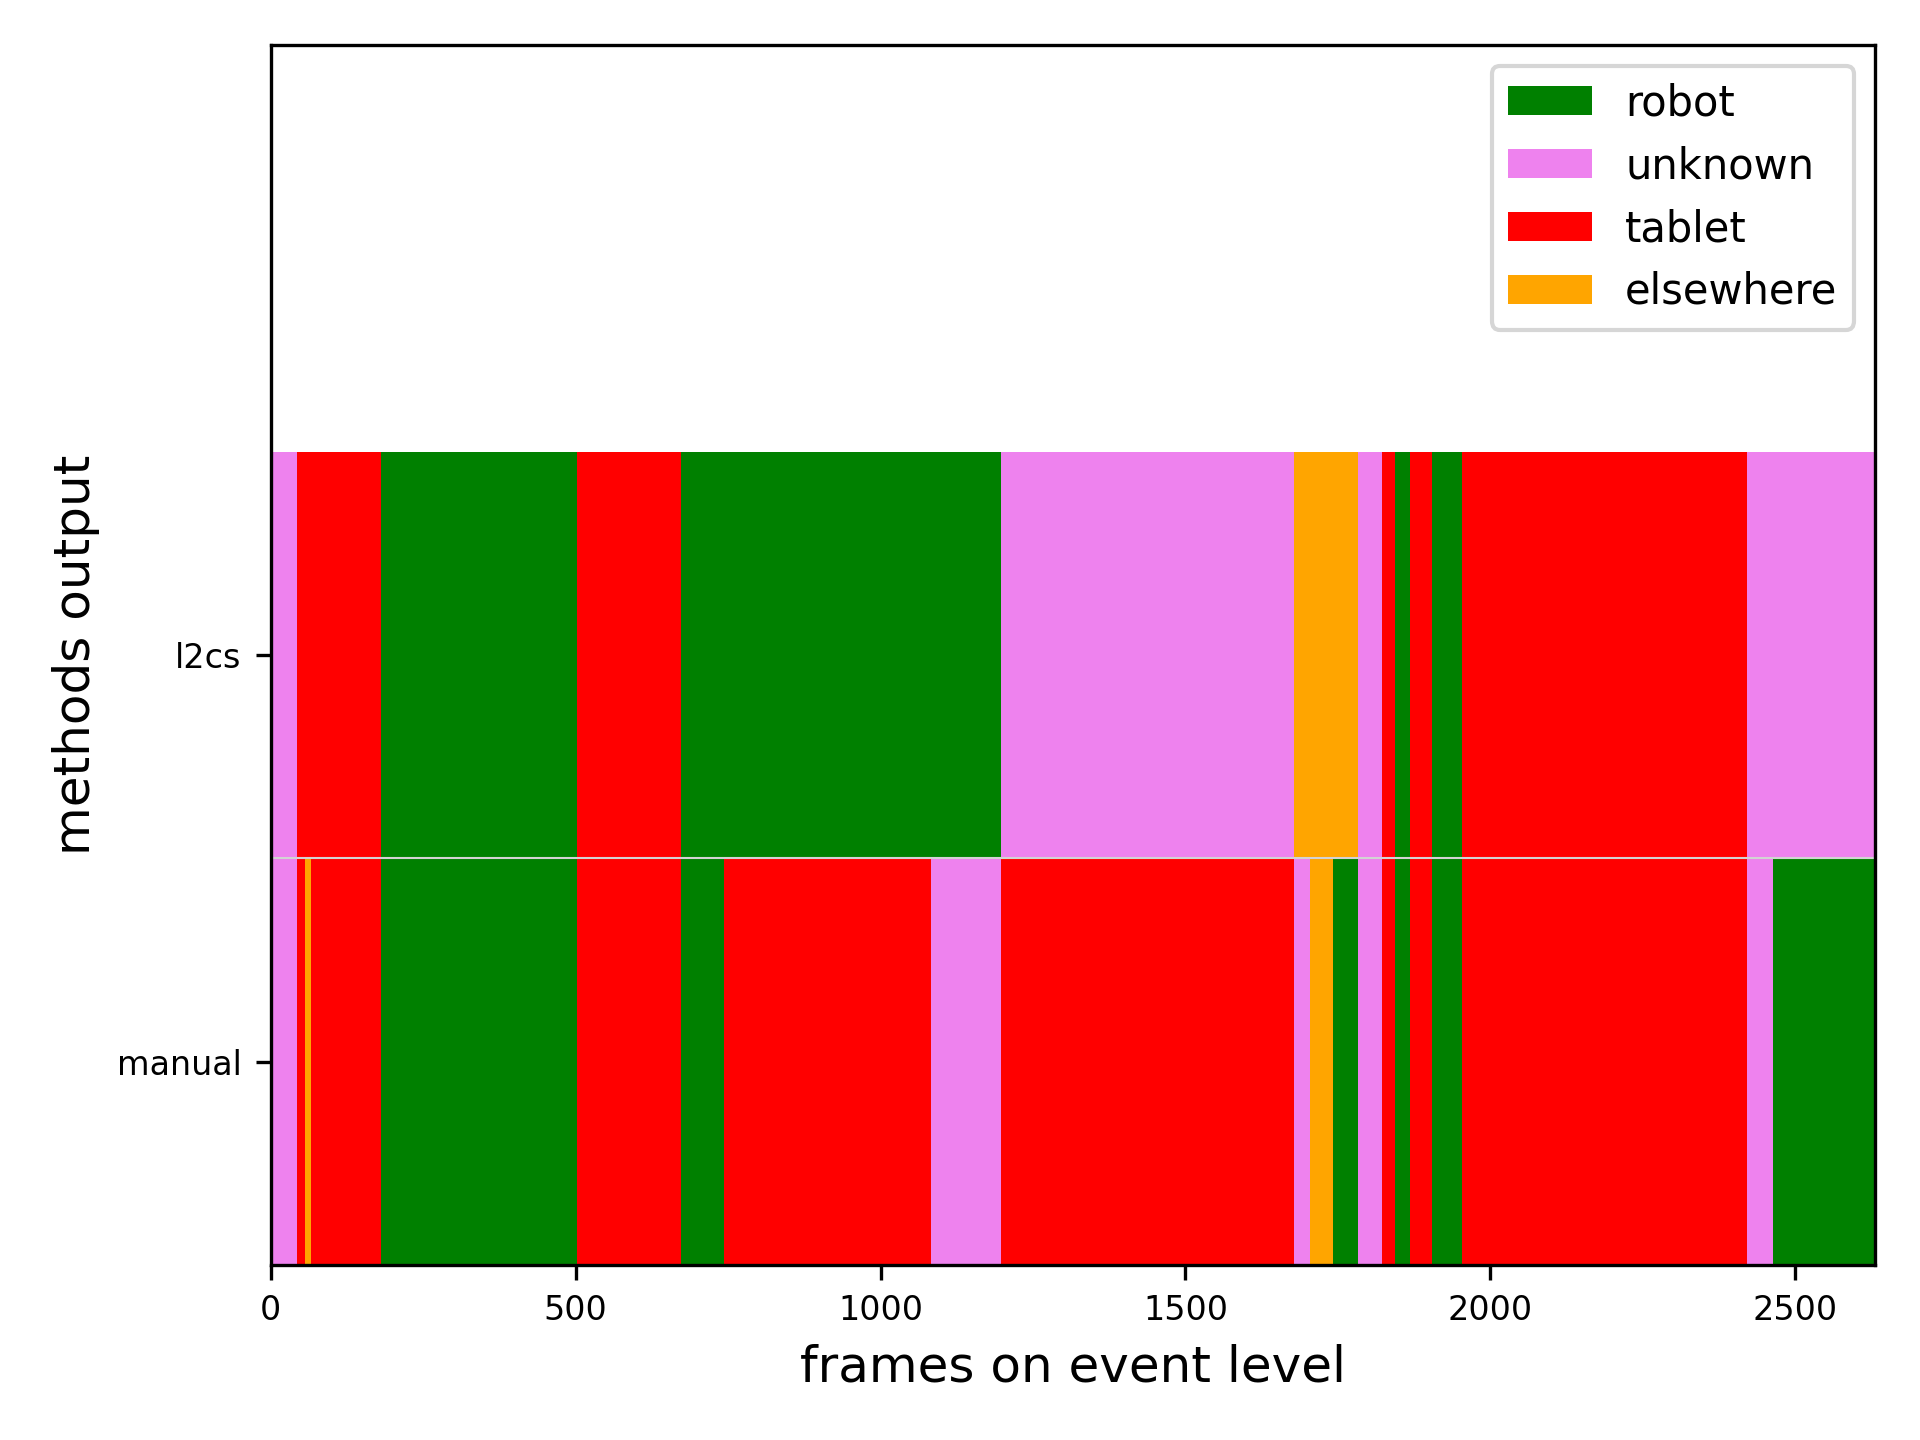 robot
unknown
tablet
elsewhere
methods output
l2cs
manual
0 500 1000 1500 2000 2500
frames on event level